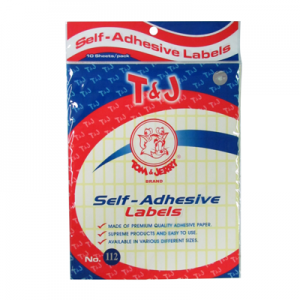 Self-Adhesive Labels
10 Sheets/pack
T&J
TOM & JERRY
BRAND
Self-Adhesive
Labels
✓ MADE OF PREMIUM QUALITY ADHESIVE PAPER.
✓ SUPREME PRODUCTS AND EASY TO USE.
✓ AVAILABLE IN VARIOUS DIFFERENT SIZES.
No. 112